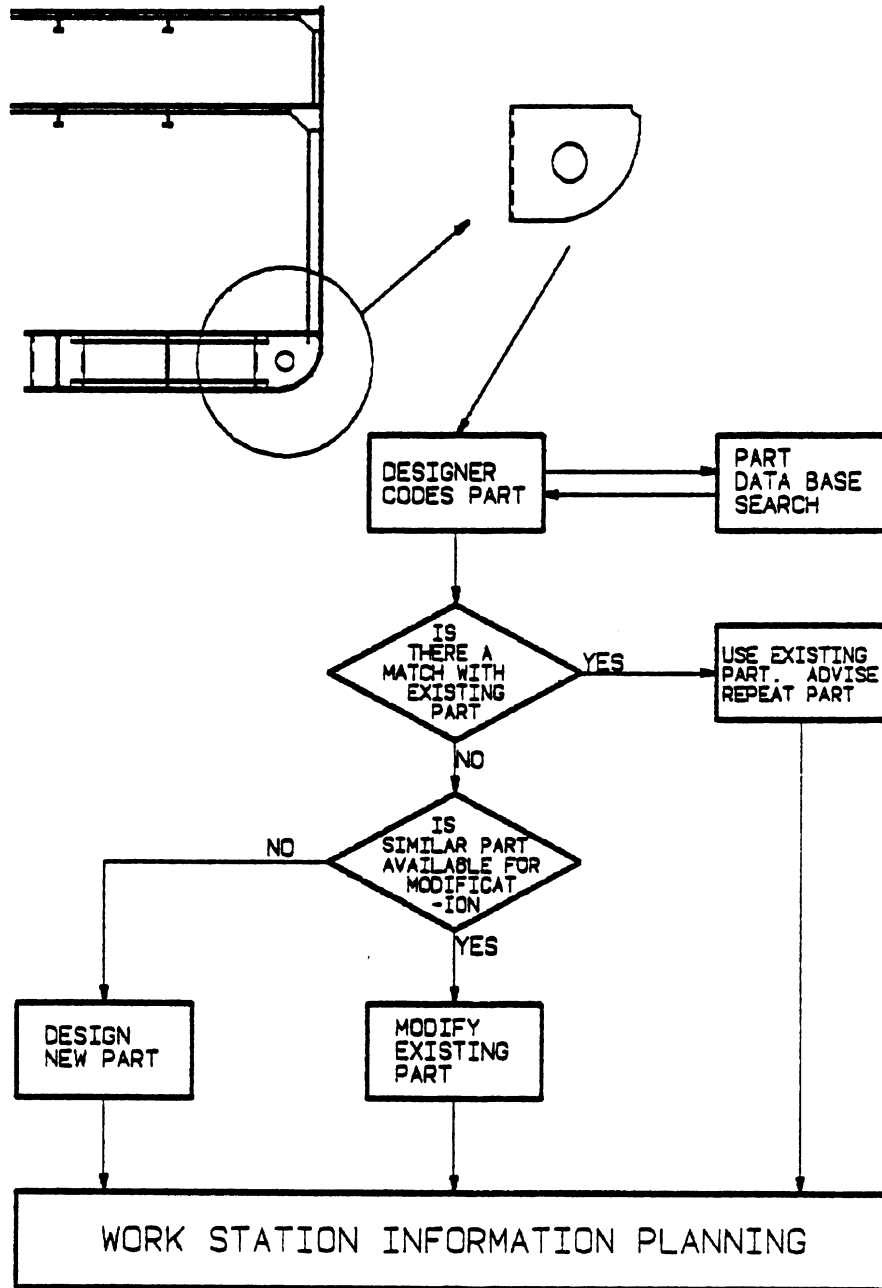 DESIGNER
CODES PART
PART
DATA BASE
SEARCH
IS
THERE A
MATCH WITH
EXISTING
PART
YES
USE EXISTING
PART. ADVISE
REPEAT PART
NO
IS
SIMILAR PART
AVAILABLE FOR
MODIFICAT
-ION
NO
YES
DESIGN
NEW PART
MODIFY
EXISTING
PART
WORK STATION INFORMATION PLANNING